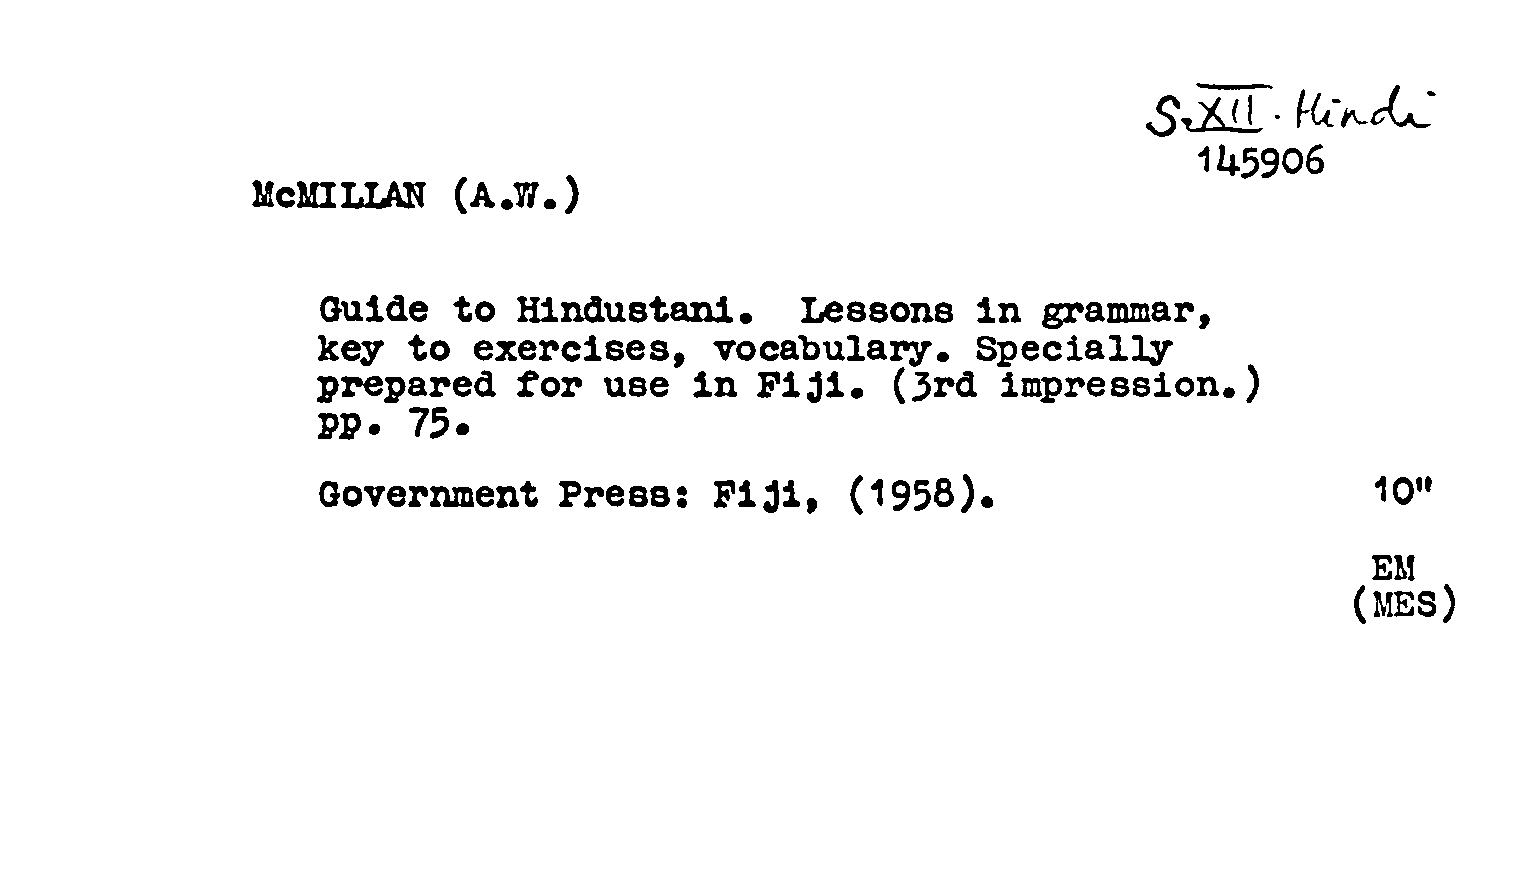 S.XII. Hindi
145906
McMILLAN (A.W.)
Guide to Hindustani. Lessons in grammar,
key to exercises, vocabulary. Specially
prepared for use in Fiji. (3rd impression.)
pp. 75.
Government Press: Fiji, (1958). 10"
EM
(MES)